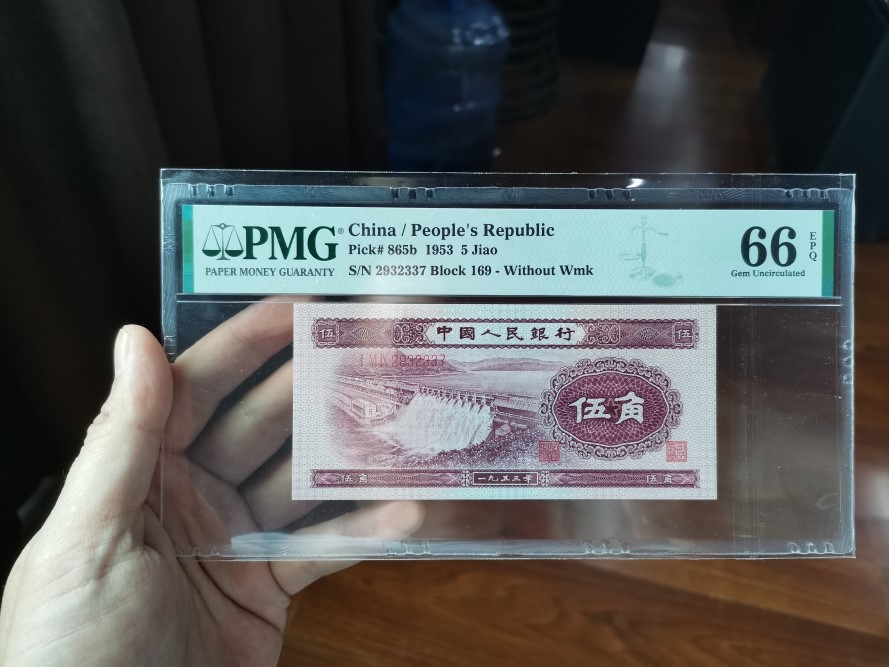 PMG®
PAPER MONEY GUARANTY
China / People's Republic
Pick# 865b 1953 5 Jiao
S/N 2932337 Block 169 - Without Wmk
66
EPQ
Gem Uncirculated
伍 中國人民銀行 伍
2932337
伍角
伍角 一九五三年 伍角